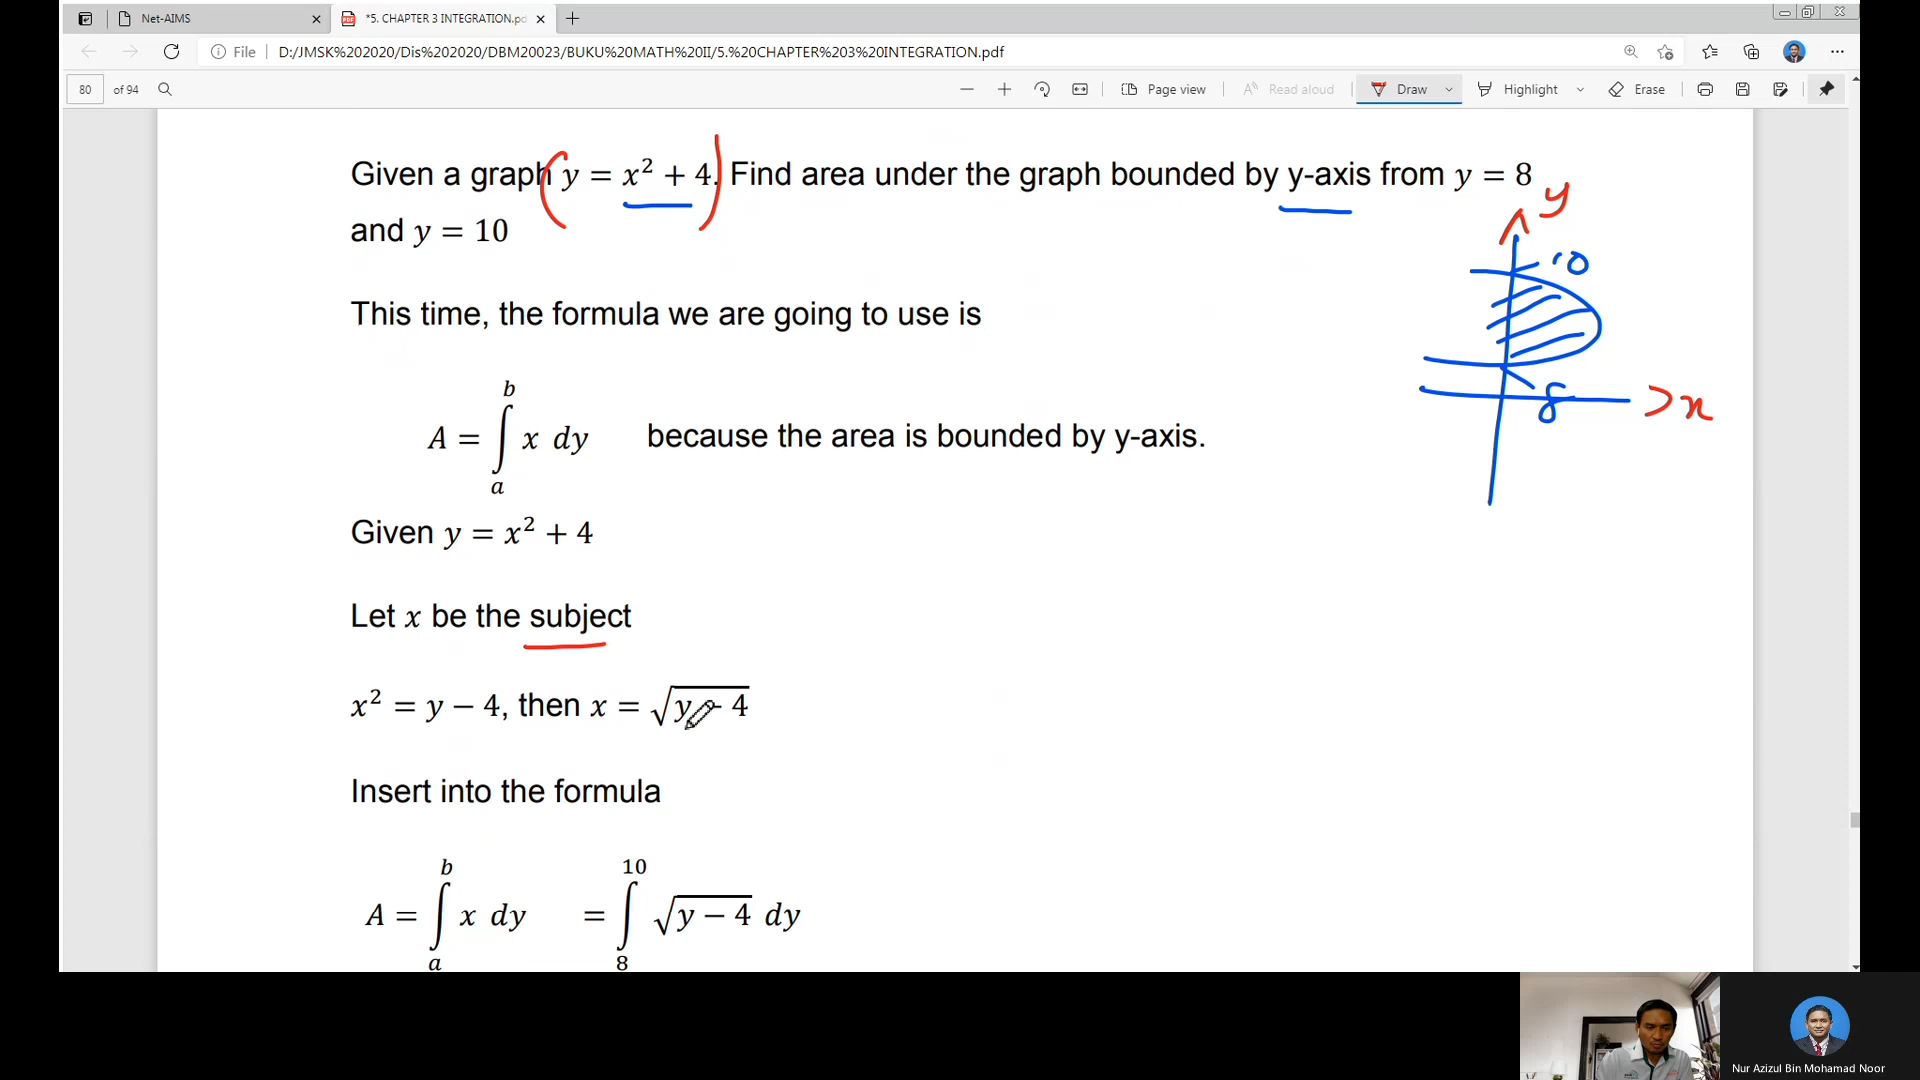 Net-AIMS
*5. CHAPTER 3 INTEGRATION.pd
File D:/JMSK%202020/Dis%202020/DBM20023/BUKU%20MATH%20II/5.%20CHAPTER%203%20INTEGRATION.pdf
80 of 94 Page view Read aloud Draw Highlight Erase
Given a graph y = x² + 4. Find area under the graph bounded by y-axis from y = 8
and y = 10
y
10
8
x
This time, the formula we are going to use is
A = ∫ₐᵇ x dy because the area is bounded by y-axis.
Given y = x² + 4
Let x be the subject
x² = y − 4, then x = √(y − 4)
Insert into the formula
A = ∫ₐᵇ x dy = ∫₈¹⁰ √(y − 4) dy
Nur Azizul Bin Mohamad Noor